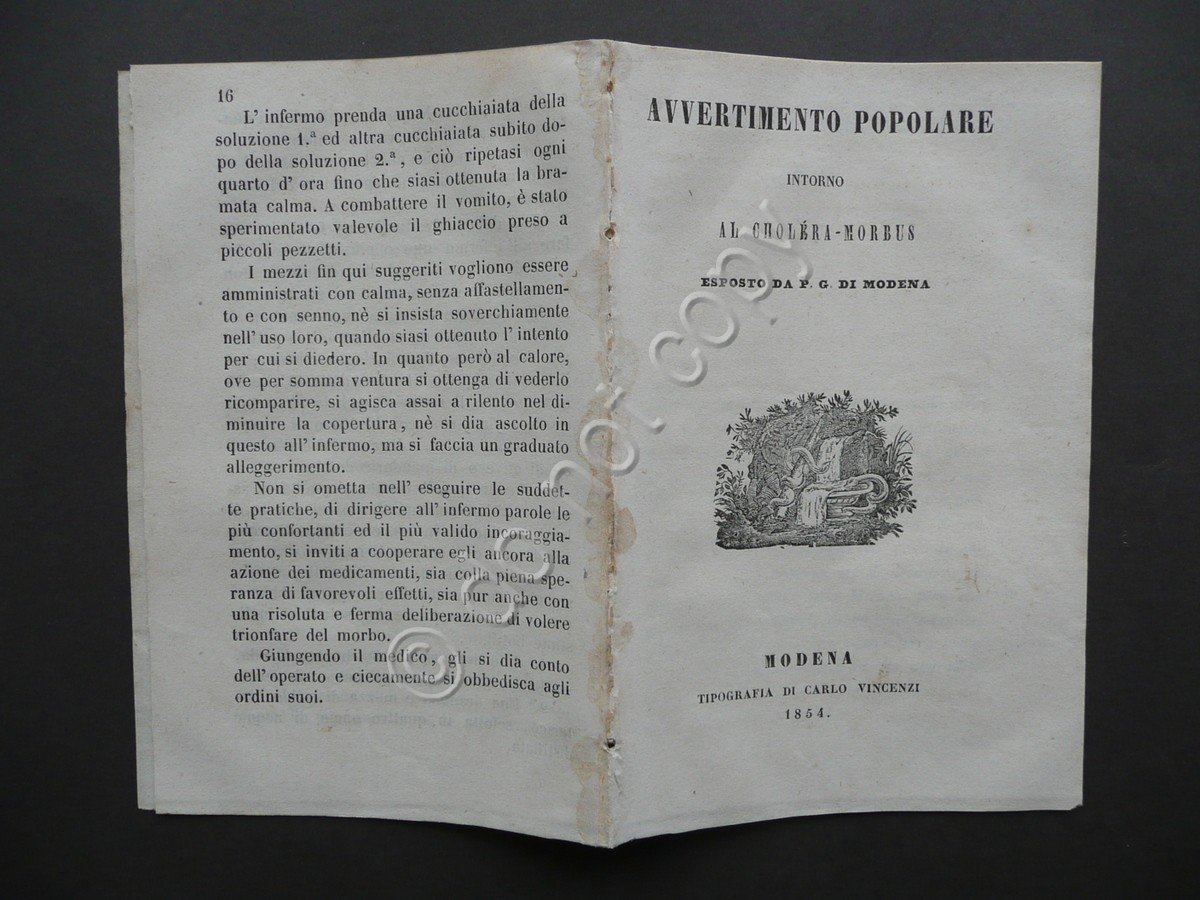 16
L' infermo prenda una cucchiaiata della
soluzione 1.ª ed altra cucchiaiata subito do-
po della soluzione 2.ª, e ciò ripetasi ogni
quarto d' ora fino che siasi ottenuta la bra-
mata calma. A combattere il vomito, è stato
sperimentato valevole il ghiaccio preso a
piccoli pezzetti.
I mezzi fin qui suggeriti vogliono essere
amministrati con calma, senza affastellamen-
to e con senno, nè si insista soverchiamente
nell' uso loro, quando siasi ottenuto l' intento
per cui si diedero. In quanto però al calore,
ove per somma ventura si ottenga di vederlo
ricomparire, si agisca assai a rilento nel di-
minuire la copertura, nè si dia ascolto in
questo all' infermo, ma si faccia un graduato
alleggerimento.
Non si ometta nell' eseguire le suddet-
te pratiche, di dirigere all' infermo parole le
più confortanti ed il più valido incoraggia-
mento, si inviti a cooperare egli ancora alla
azione dei medicamenti, sia colla piena spe-
ranza di favorevoli effetti, sia pur anche con
una risoluta e ferma deliberazione di volere
trionfare del morbo.
Giungendo il medico, gli si dia conto
dell' operato e ciecamente si obbedisca agli
ordini suoi.
AVVERTIMENTO POPOLARE
INTORNO
AL CHOLÉRA-MORBUS
ESPOSTO DA P. G. DI MODENA
MODENA
TIPOGRAFIA DI CARLO VINCENZI
1854.
© cc not copy